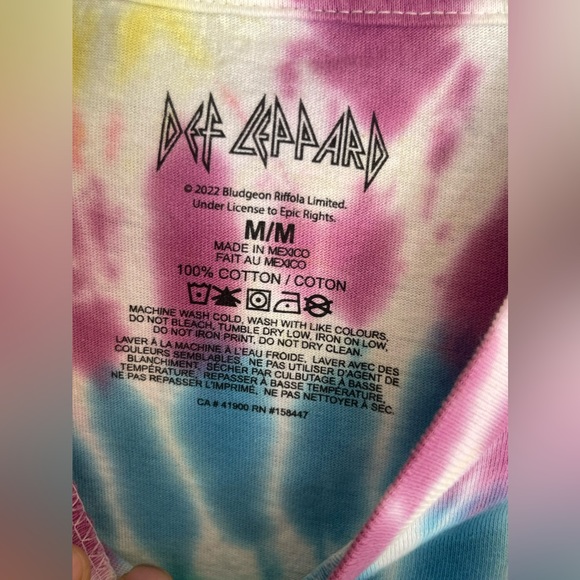 DEF LEPPARD
© 2022 Bludgeon Riffola Limited.
Under License to Epic Rights.
M/M
MADE IN MEXICO
FAIT AU MEXICO
100% COTTON / COTON
MACHINE WASH COLD, WASH WITH LIKE COLOURS,
DO NOT BLEACH, TUMBLE DRY LOW, IRON ON LOW,
DO NOT IRON PRINT, DO NOT DRY CLEAN.
LAVER À LA MACHINE À L'EAU FROIDE, LAVER AVEC DES
COULEURS SEMBLABLES, NE PAS UTILISER D'AGENT DE
BLANCHIMENT, SÉCHER PAR CULBUTAGE À BASSE
TEMPÉRATURE, REPASSER À BASSE TEMPÉRATURE,
NE PAS REPASSER L'IMPRIMÉ, NE PAS NETTOYER À SEC.
CA # 41900 RN #158447